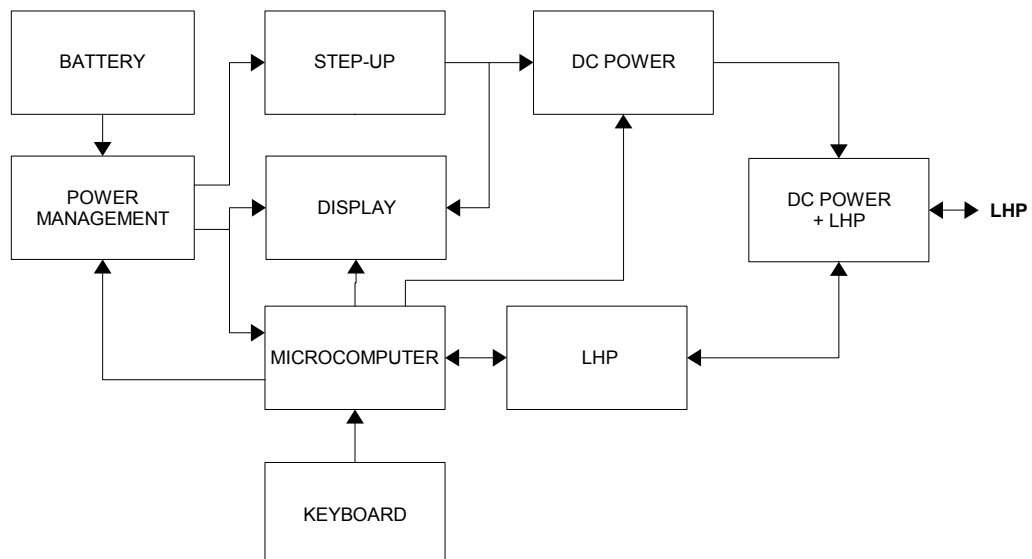 BATTERY
STEP-UP
DC POWER
POWER
MANAGEMENT
DISPLAY
DC POWER
+ LHP
LHP
MICROCOMPUTER
LHP
KEYBOARD